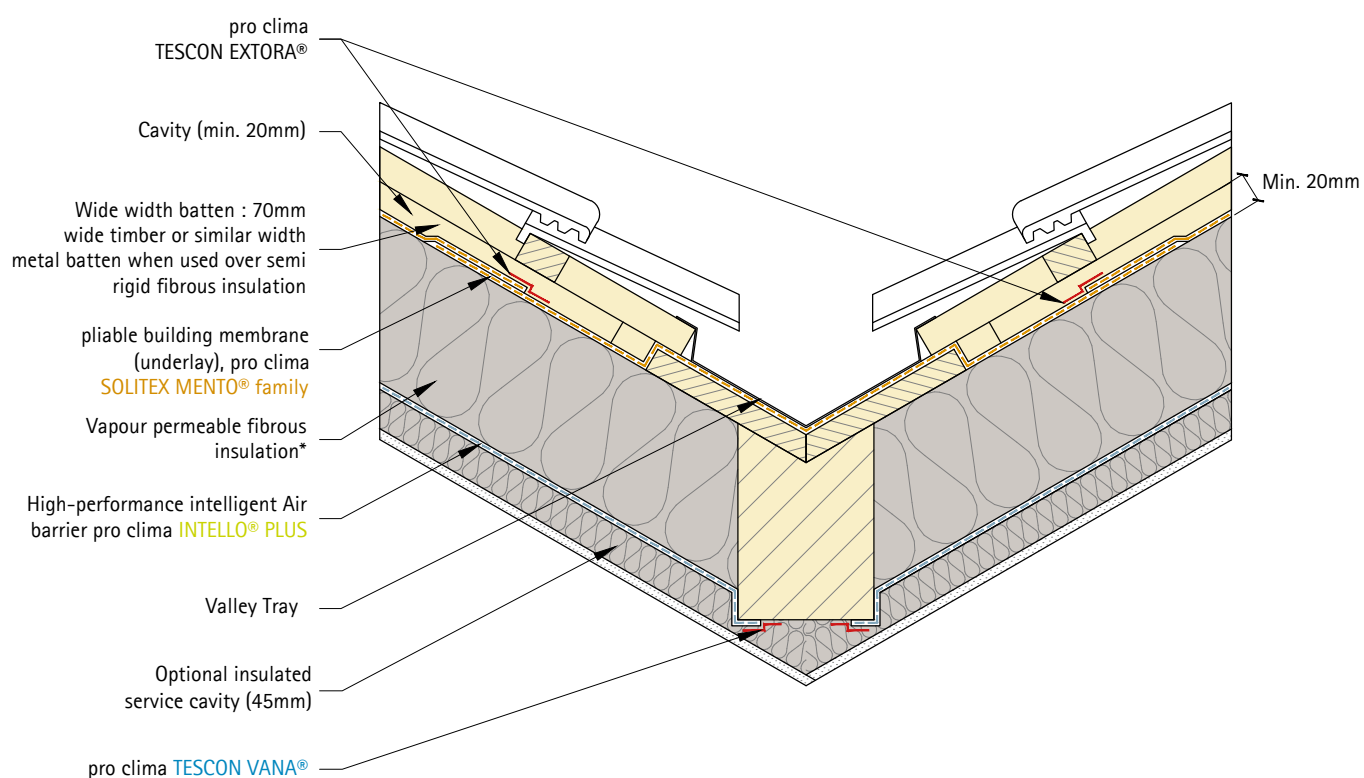 pro clima
TESCON EXTORA®
Cavity (min. 20mm)
Min. 20mm
Wide width batten : 70mm
wide timber or similar width
metal batten when used over semi
rigid fibrous insulation
pliable building membrane
(underlay), pro clima
SOLITEX MENTO® family
Vapour permeable fibrous
insulation*
High-performance intelligent Air
barrier pro clima INTELLO® PLUS
Valley Tray
Optional insulated
service cavity (45mm)
pro clima TESCON VANA®